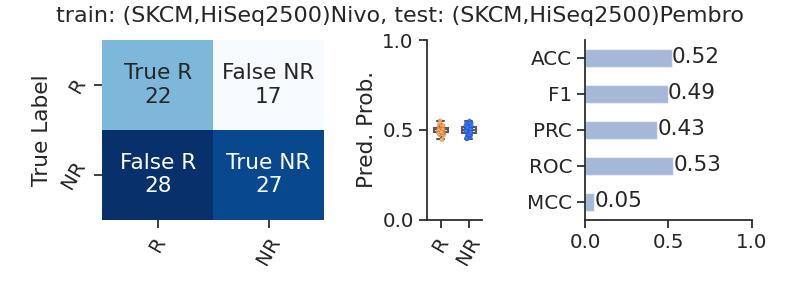 train: (SKCM,HiSeq2500)Nivo, test: (SKCM,HiSeq2500)Pembro
True Label
R
NR
True R
22
False NR
17
False R
28
True NR
27
R
NR
Pred. Prob.
1.0
0.5
0.0
R
NR
ACC
0.52
F1
0.49
PRC
0.43
ROC
0.53
MCC
0.05
0.0
0.5
1.0